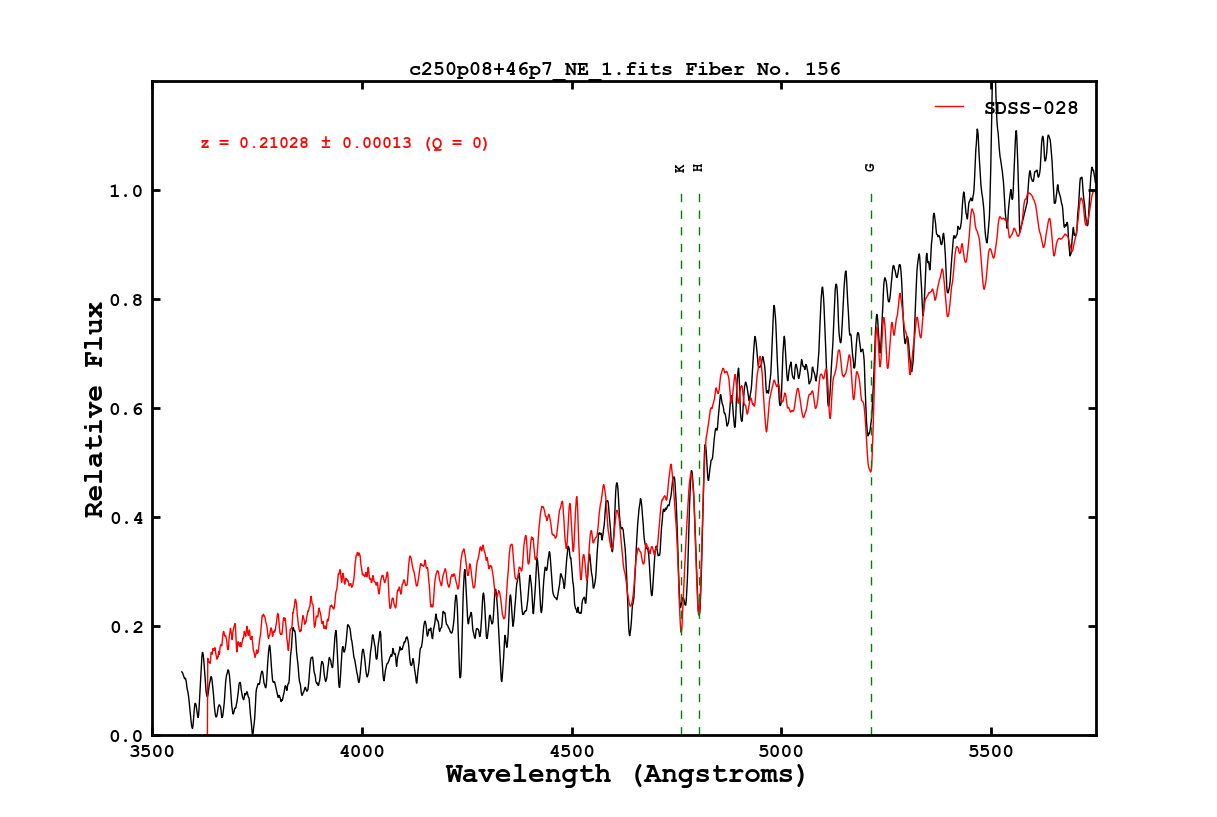 c250p08+46p7_NE_1.fits Fiber No. 156
SDSS-028
z = 0.21028 ± 0.00013 (Q = 0)
K H G
1.0
0.8
0.6
0.4
0.2
0.0
Relative Flux
3500 4000 4500 5000 5500
Wavelength (Angstroms)